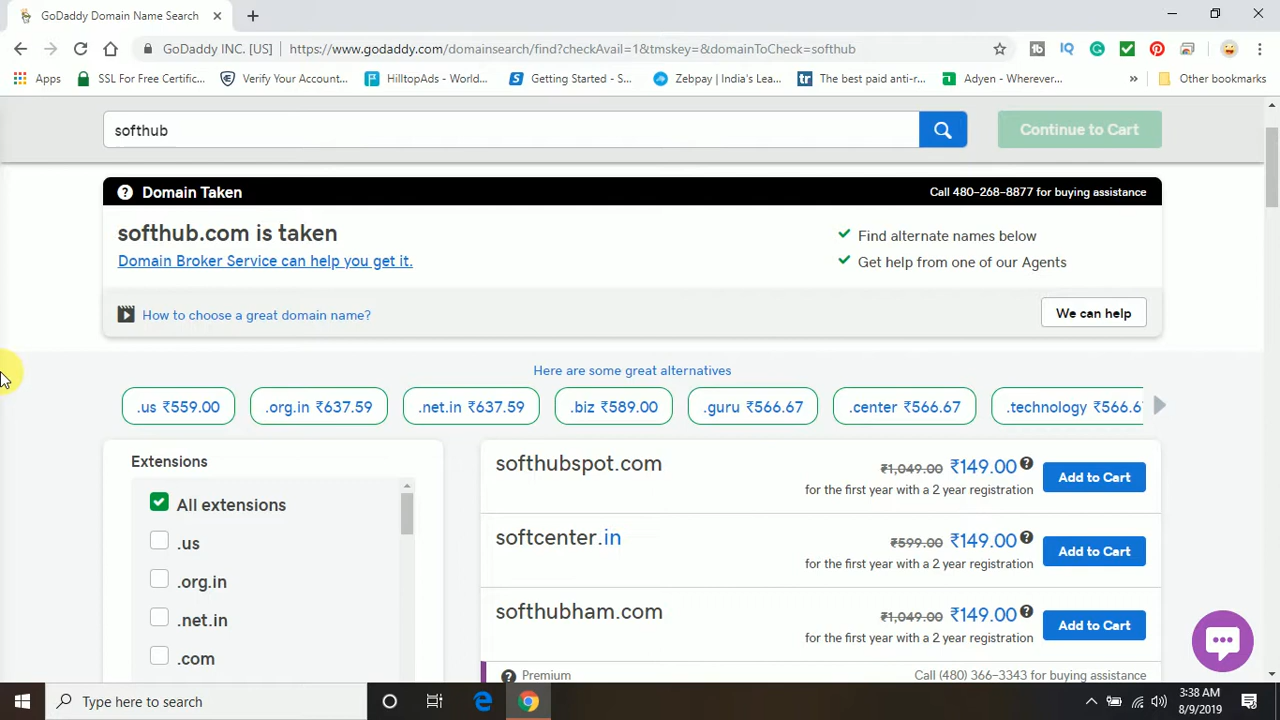 GoDaddy Domain Name Search
GoDaddy INC. [US] https://www.godaddy.com/domainsearch/find?checkAvail=1&tmskey=&domainToCheck=softhub
Apps SSL For Free Certific... Verify Your Account... HilltopAds - World... Getting Started - S... Zebpay | India's Lea... The best paid anti-r... Adyen - Wherever... » Other bookmarks
softhub Continue to Cart
Domain Taken Call 480-268-8877 for buying assistance
softhub.com is taken
Domain Broker Service can help you get it.
Find alternate names below
Get help from one of our Agents
How to choose a great domain name? We can help
Here are some great alternatives
.us ₹559.00 .org.in ₹637.59 .net.in ₹637.59 .biz ₹589.00 .guru ₹566.67 .center ₹566.67 .technology ₹566.6
Extensions
All extensions
.us
.org.in
.net.in
.com
softhubspot.com ₹1,049.00 ₹149.00 Add to Cart
for the first year with a 2 year registration
softcenter.in ₹599.00 ₹149.00 Add to Cart
for the first year with a 2 year registration
softhubham.com ₹1,049.00 ₹149.00 Add to Cart
for the first year with a 2 year registration
Premium Call (480) 366-3343 for buying assistance
Type here to search
3:38 AM
8/9/2019